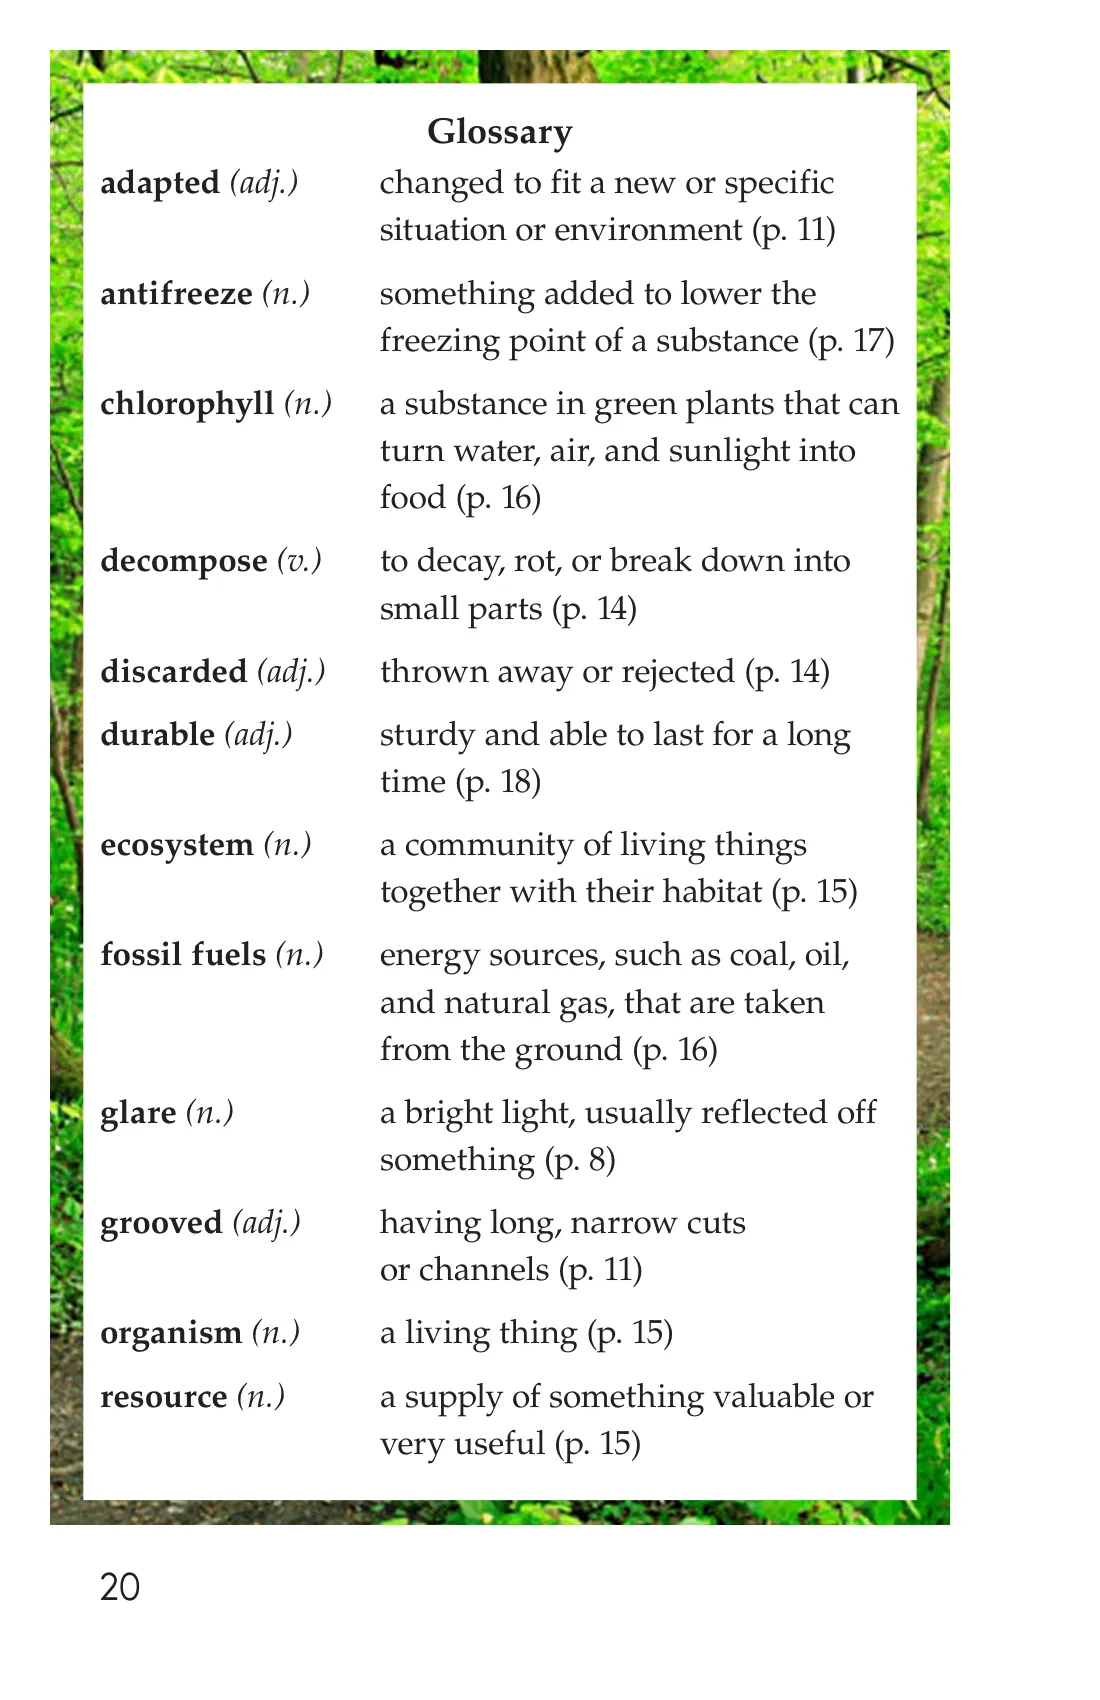 Glossary
adapted (adj.) changed to fit a new or specific
situation or environment (p. 11)
antifreeze (n.) something added to lower the
freezing point of a substance (p. 17)
chlorophyll (n.) a substance in green plants that can
turn water, air, and sunlight into
food (p. 16)
decompose (v.) to decay, rot, or break down into
small parts (p. 14)
discarded (adj.) thrown away or rejected (p. 14)
durable (adj.) sturdy and able to last for a long
time (p. 18)
ecosystem (n.) a community of living things
together with their habitat (p. 15)
fossil fuels (n.) energy sources, such as coal, oil,
and natural gas, that are taken
from the ground (p. 16)
glare (n.) a bright light, usually reflected off
something (p. 8)
grooved (adj.) having long, narrow cuts
or channels (p. 11)
organism (n.) a living thing (p. 15)
resource (n.) a supply of something valuable or
very useful (p. 15)
20